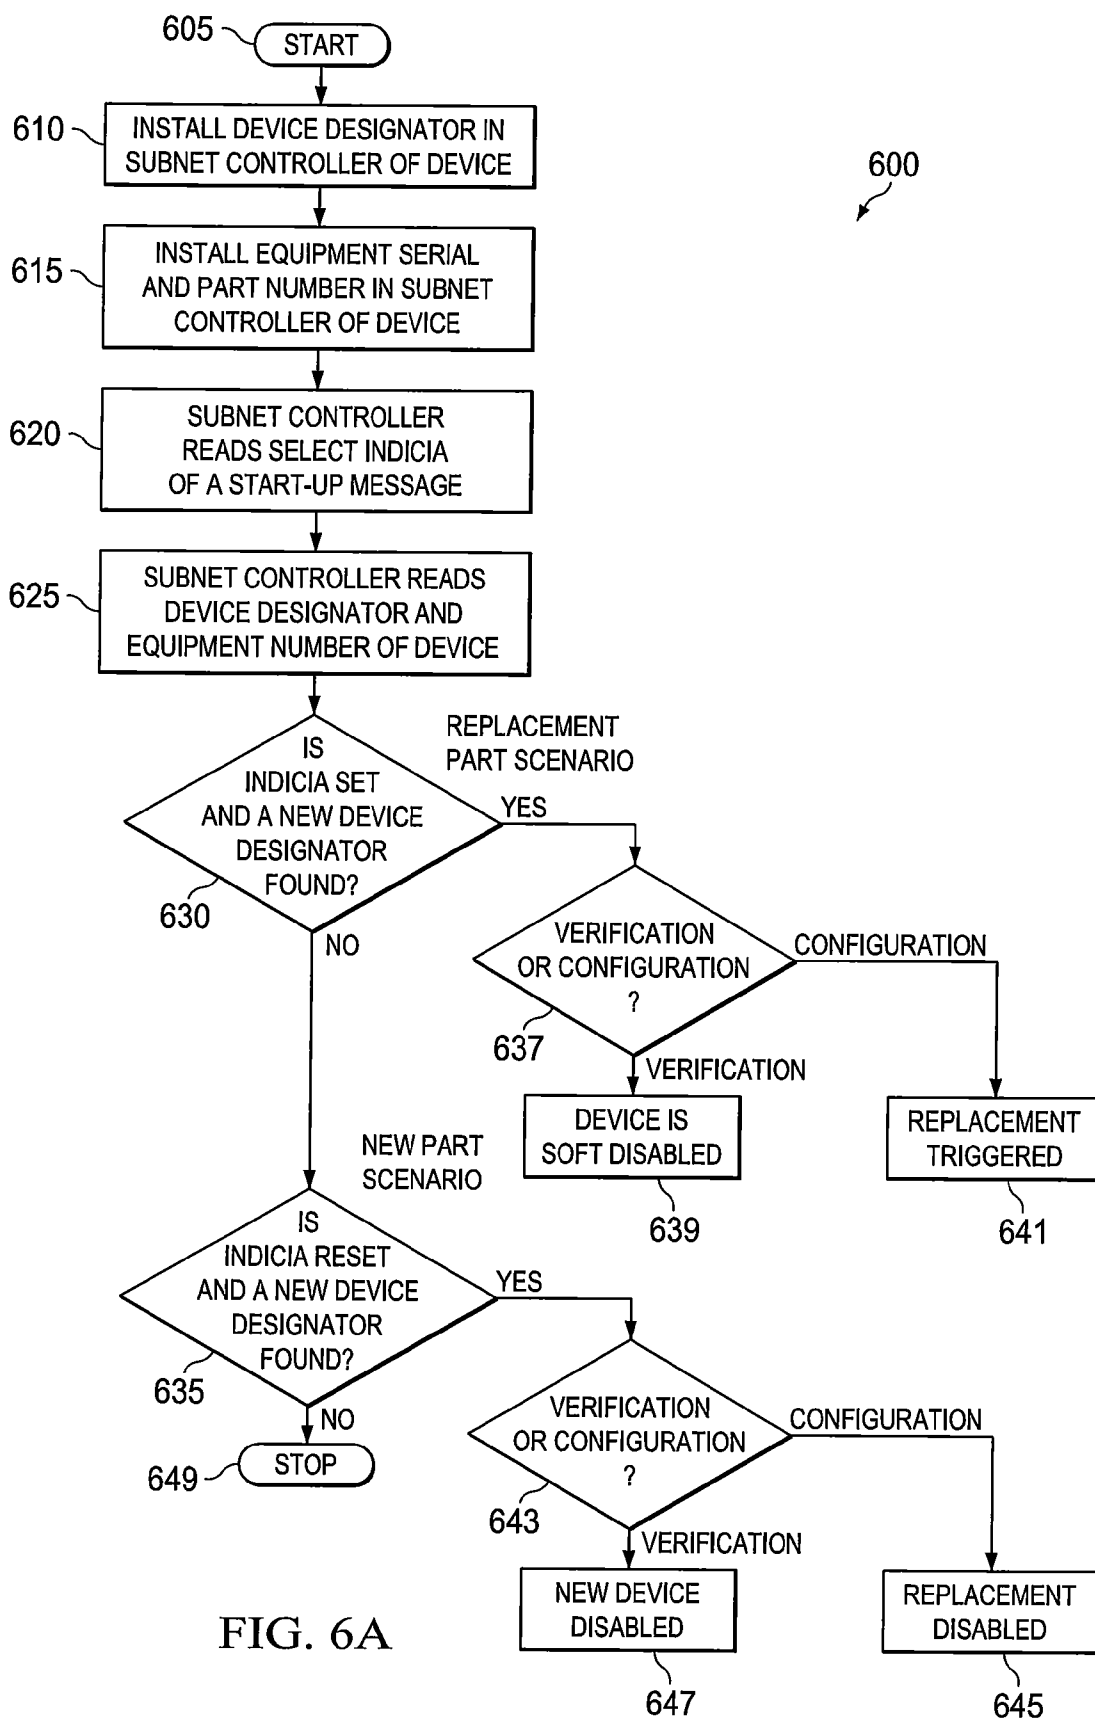 605
START
610
INSTALL DEVICE DESIGNATOR IN
SUBNET CONTROLLER OF DEVICE
600
615
INSTALL EQUIPMENT SERIAL
AND PART NUMBER IN SUBNET
CONTROLLER OF DEVICE
620
SUBNET CONTROLLER
READS SELECT INDICIA
OF A START-UP MESSAGE
625
SUBNET CONTROLLER READS
DEVICE DESIGNATOR AND
EQUIPMENT NUMBER OF DEVICE
REPLACEMENT
PART SCENARIO
IS
INDICIA SET
AND A NEW DEVICE
DESIGNATOR
FOUND?
YES
630
NO
VERIFICATION
OR CONFIGURATION
?
CONFIGURATION
637
VERIFICATION
DEVICE IS
SOFT DISABLED
639
REPLACEMENT
TRIGGERED
641
NEW PART
SCENARIO
IS
INDICIA RESET
AND A NEW DEVICE
DESIGNATOR
FOUND?
YES
635
NO
649
STOP
VERIFICATION
OR CONFIGURATION
?
CONFIGURATION
643
VERIFICATION
NEW DEVICE
DISABLED
647
REPLACEMENT
DISABLED
645
FIG. 6A